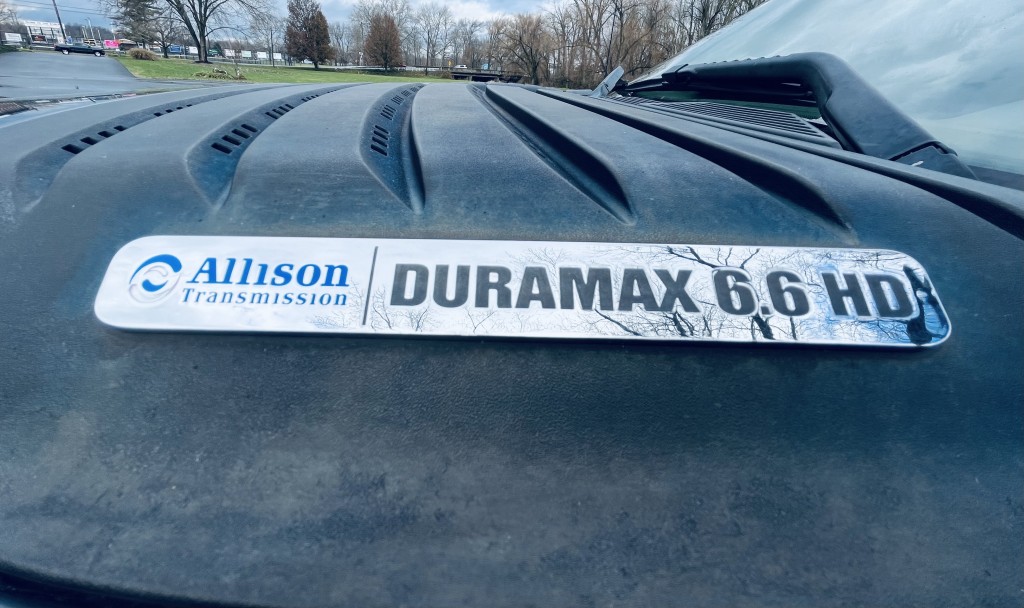 Allison
Transmission
DURAMAX 6.6 HD